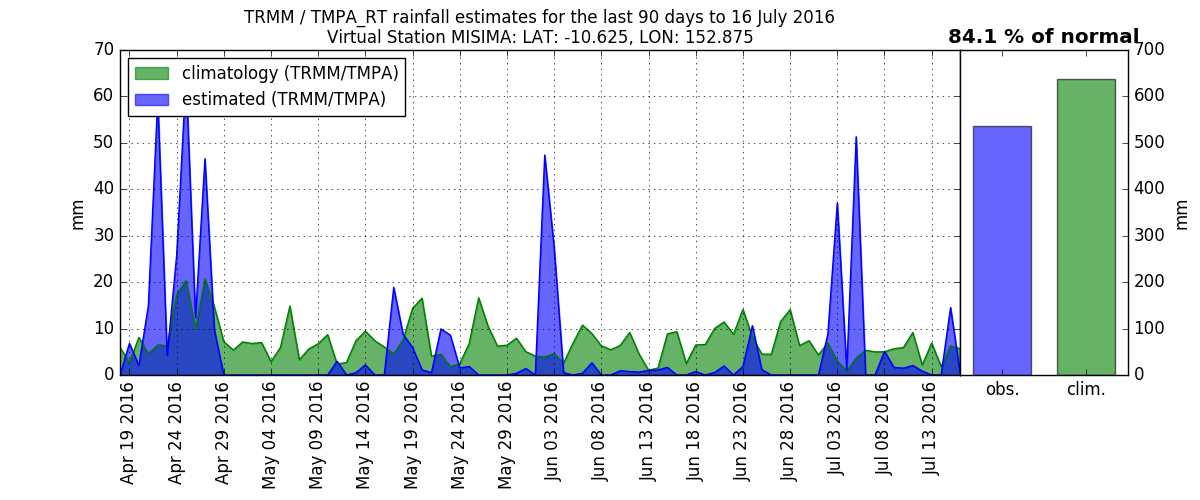 TRMM / TMPA_RT rainfall estimates for the last 90 days to 16 July 2016
Virtual Station MISIMA: LAT: -10.625, LON: 152.875
84.1 % of normal
climatology (TRMM/TMPA)
estimated (TRMM/TMPA)
70
60
50
40
30
20
10
0
mm
700
600
500
400
300
200
100
0
mm
Apr 19 2016
Apr 24 2016
Apr 29 2016
May 04 2016
May 09 2016
May 14 2016
May 19 2016
May 24 2016
May 29 2016
Jun 03 2016
Jun 08 2016
Jun 13 2016
Jun 18 2016
Jun 23 2016
Jun 28 2016
Jul 03 2016
Jul 08 2016
Jul 13 2016
obs.
clim.